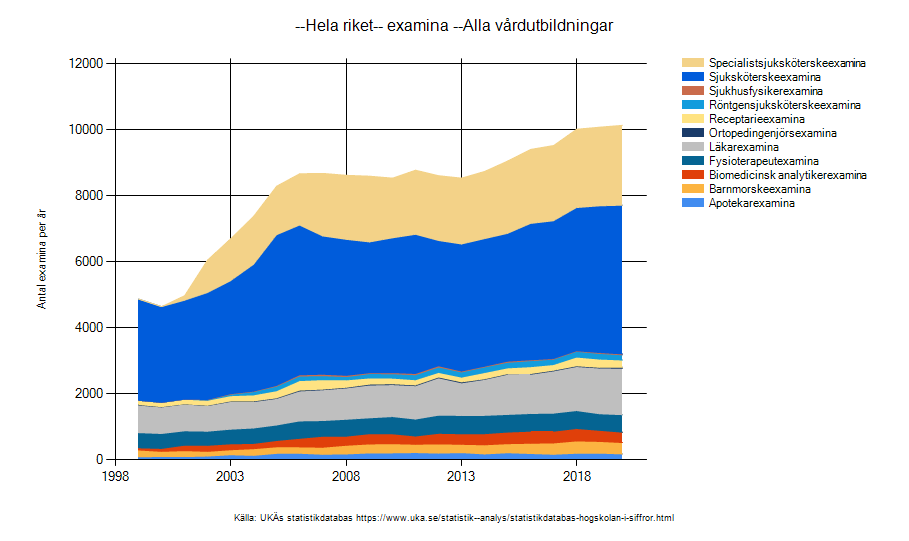 --Hela riket-- examina --Alla vårdutbildningar
12000
10000
8000
6000
4000
2000
0
Antal examina per år
1998
2003
2008
2013
2018
Specialistsjuksköterskeexamina
Sjuksköterskeexamina
Sjukhusfysikerexamina
Röntgensjuksköterskeexamina
Receptarieexamina
Ortopedingenjörsexamina
Läkarexamina
Fysioterapeutexamina
Biomedicinsk analytikerexamina
Barnmorskeexamina
Apotekarexamina
Källa: UKÄs statistikdatabas https://www.uka.se/statistik--analys/statistikdatabas-hogskolan-i-siffror.html